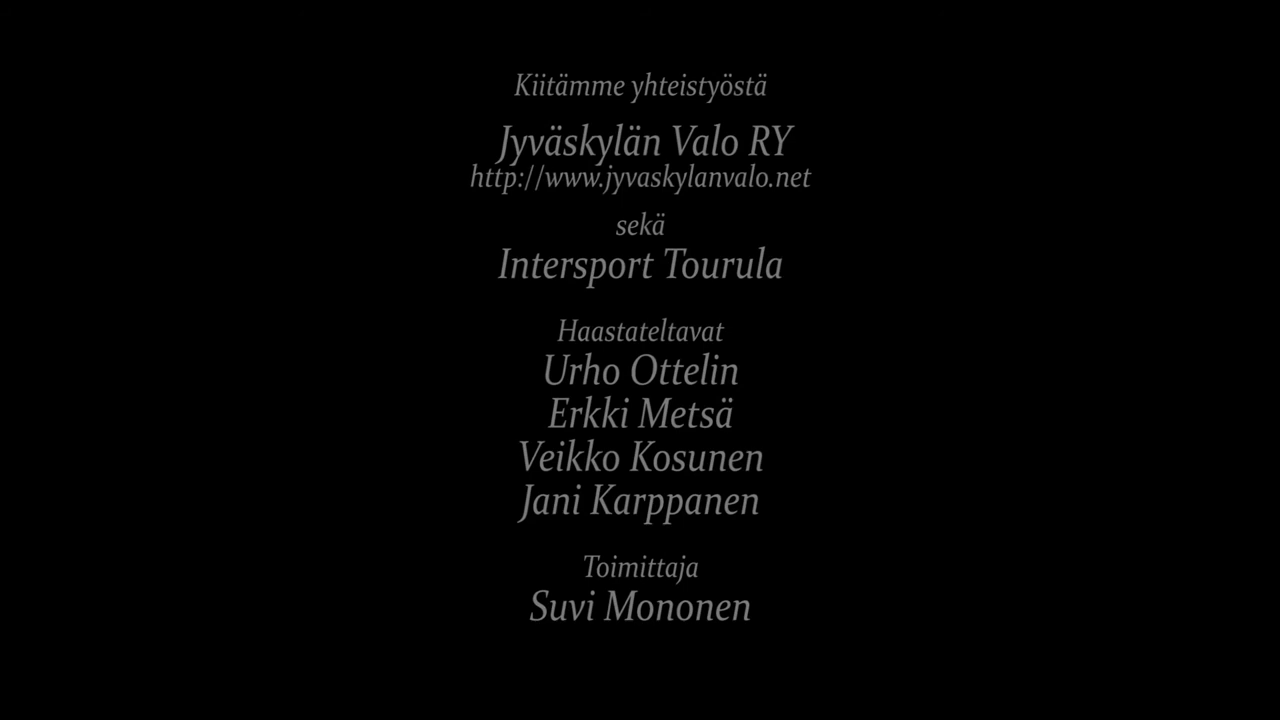 Kiitämme yhteistyöstä
Jyväskylän Valo RY
http://www.jyvaskylanvalo.net
sekä
Intersport Tourula
Haastateltavat
Urho Ottelin
Erkki Metsä
Veikko Kosunen
Jani Karppanen
Toimittaja
Suvi Mononen